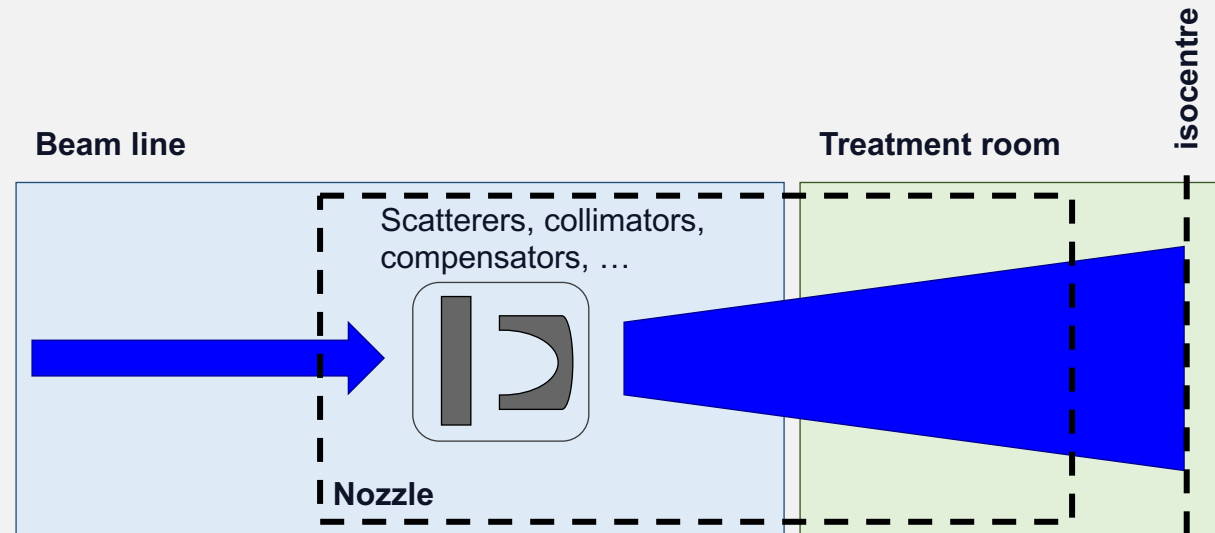 isocentre
Beam line
Treatment room
Scatterers, collimators,
compensators, …
Nozzle